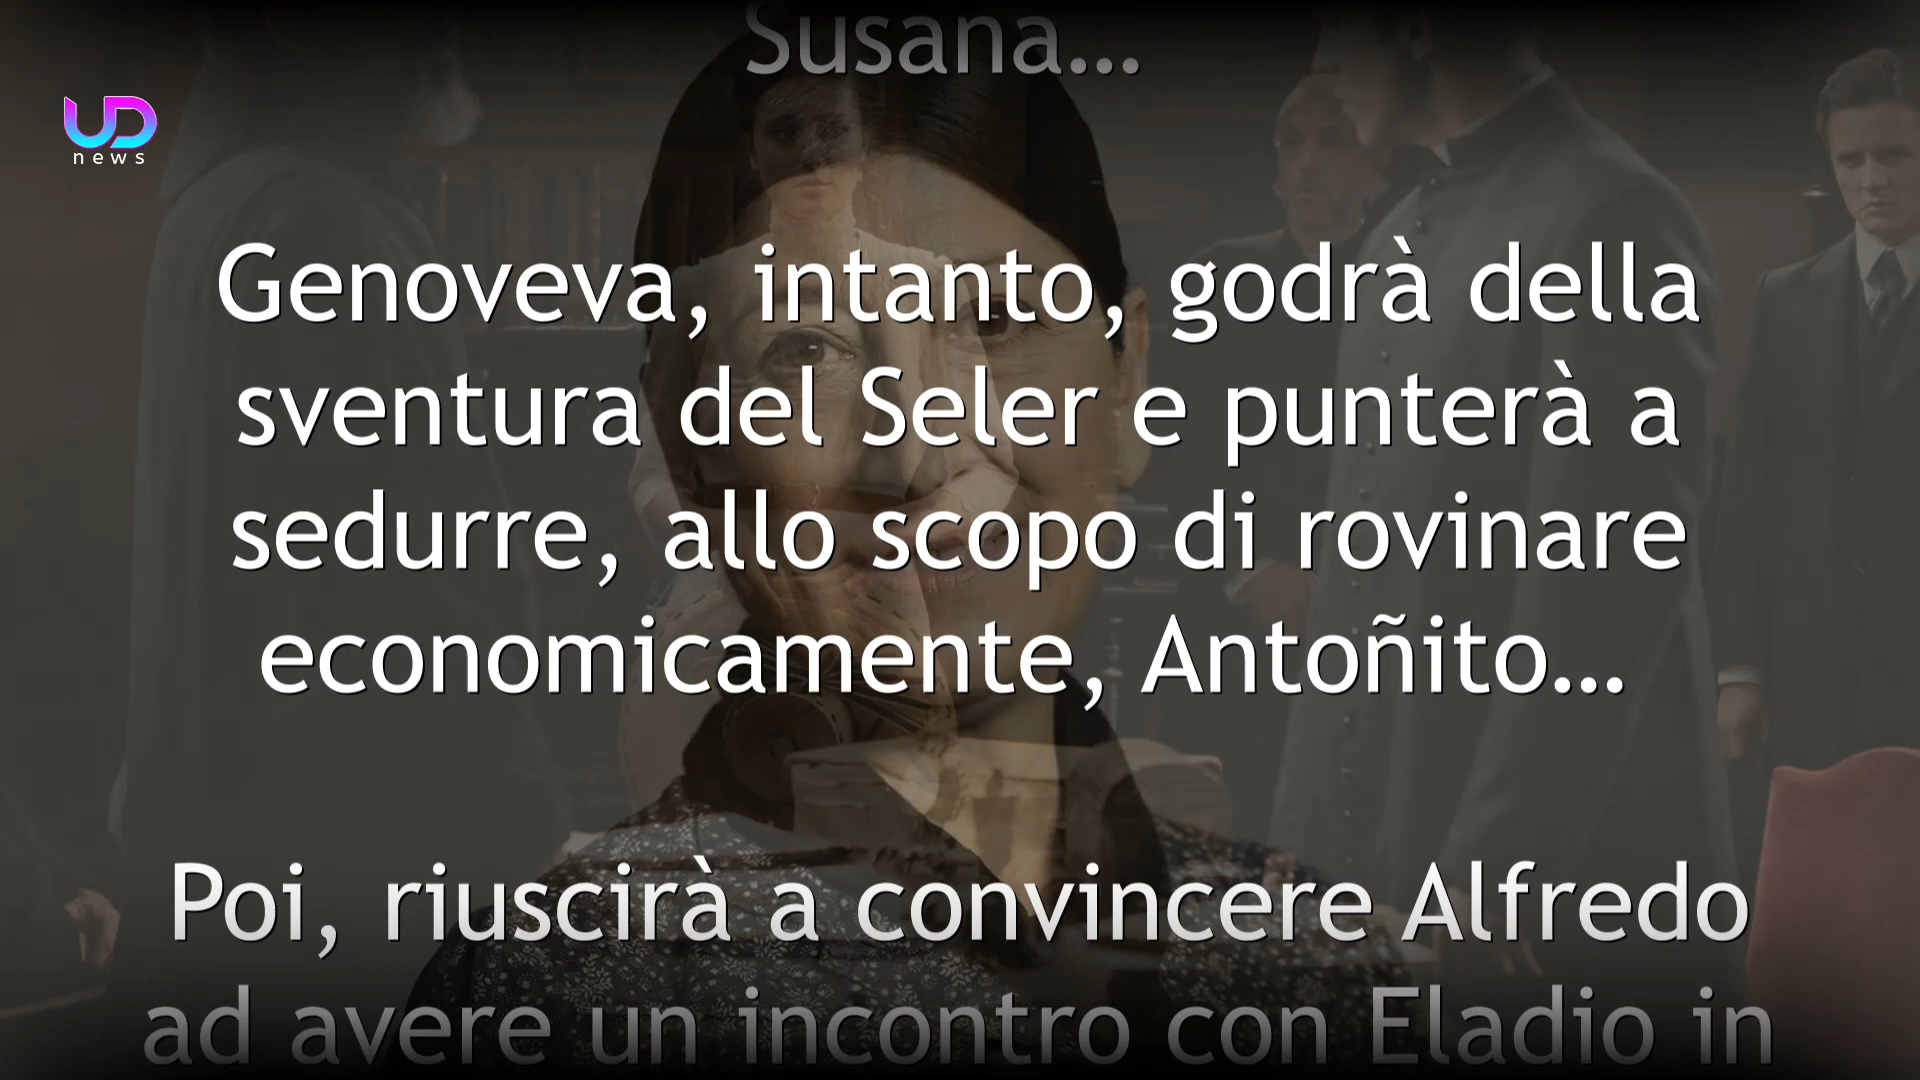 Susana...
UD
news
Genoveva, intanto, godrà della
sventura del Seler e punterà a
sedurre, allo scopo di rovinare
economicamente, Antoñito...
Poi, riuscirà a convincere Alfredo
ad avere un incontro con Eladio in